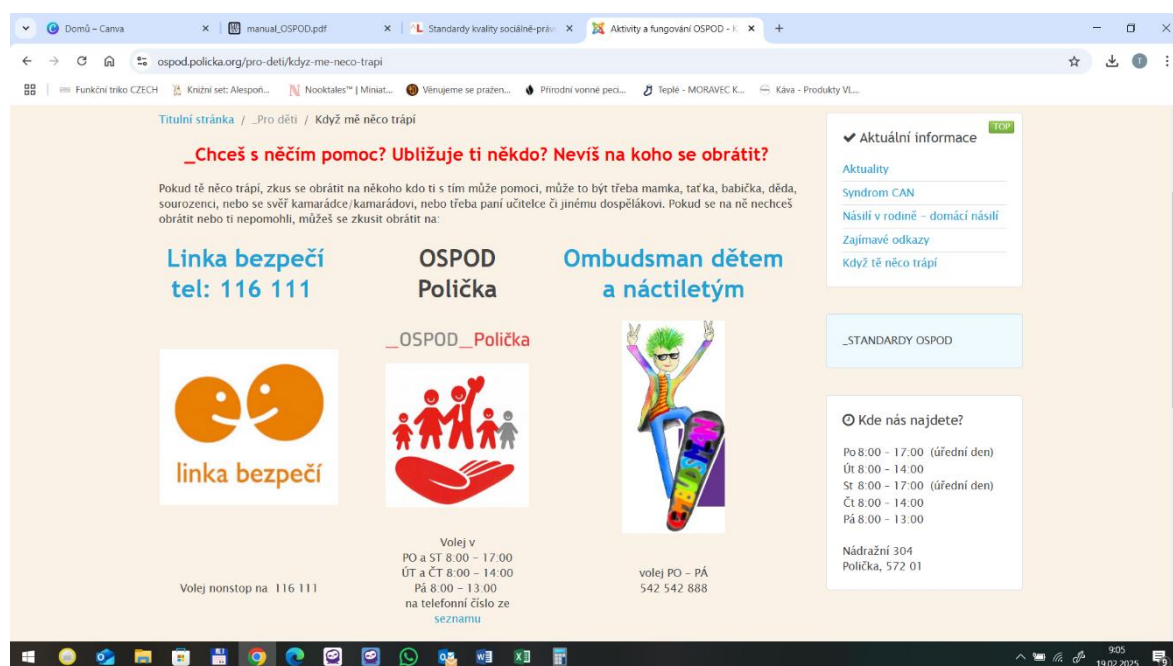 Domů – Canva
manual_OSPOD.pdf
Standardy kvality sociálně-práv
Aktivity a fungování OSPOD - K
ospod.policka.org/pro-deti/kdyz-me-neco-trapi
Funkční triko CZECH
Knižní set: Alespoň...
Nooktales™ | Miniat...
Věnujeme se pražen...
Přírodní vonné peci...
Teplé - MORAVEC K...
Káva - Produkty VL...
Titulní stránka / _Pro děti / Když mě něco trápí
_Chceš s něčím pomoc? Ubližuje ti někdo? Nevíš na koho se obrátit?
Pokud tě něco trápí, zkus se obrátit na někoho kdo ti s tím může pomoci, může to být třeba mamka, taťka, babička, děda,
sourozenci, nebo se svěř kamarádce/kamarádovi, nebo třeba paní učitelce či jinému dospělákovi. Pokud se na ně nechceš
obrátit nebo ti nepomohli, můžeš se zkusit obrátit na:
Linka bezpečí
tel: 116 111
linka bezpečí
Volej nonstop na 116 111
OSPOD
Polička
_OSPOD_Polička
Volej v
PO a ST 8:00 – 17:00
ÚT a ČT 8:00 – 14:00
Pá 8:00 – 13:00
na telefonní číslo ze
seznamu
Ombudsman dětem
a náctiletým
OMBUDSMAN
volej PO – PÁ
542 542 888
Aktuální informace
TOP
Aktuality
Syndrom CAN
Násilí v rodině – domácí násilí
Zajímavé odkazy
Když tě něco trápí
_STANDARDY OSPOD
Kde nás najdete?
Po 8:00 – 17:00 (úřední den)
Út 8:00 – 14:00
St 8:00 – 17:00 (úřední den)
Čt 8:00 – 14:00
Pá 8:00 – 13:00
Nádražní 304
Polička, 572 01
9:05
19.02.2025